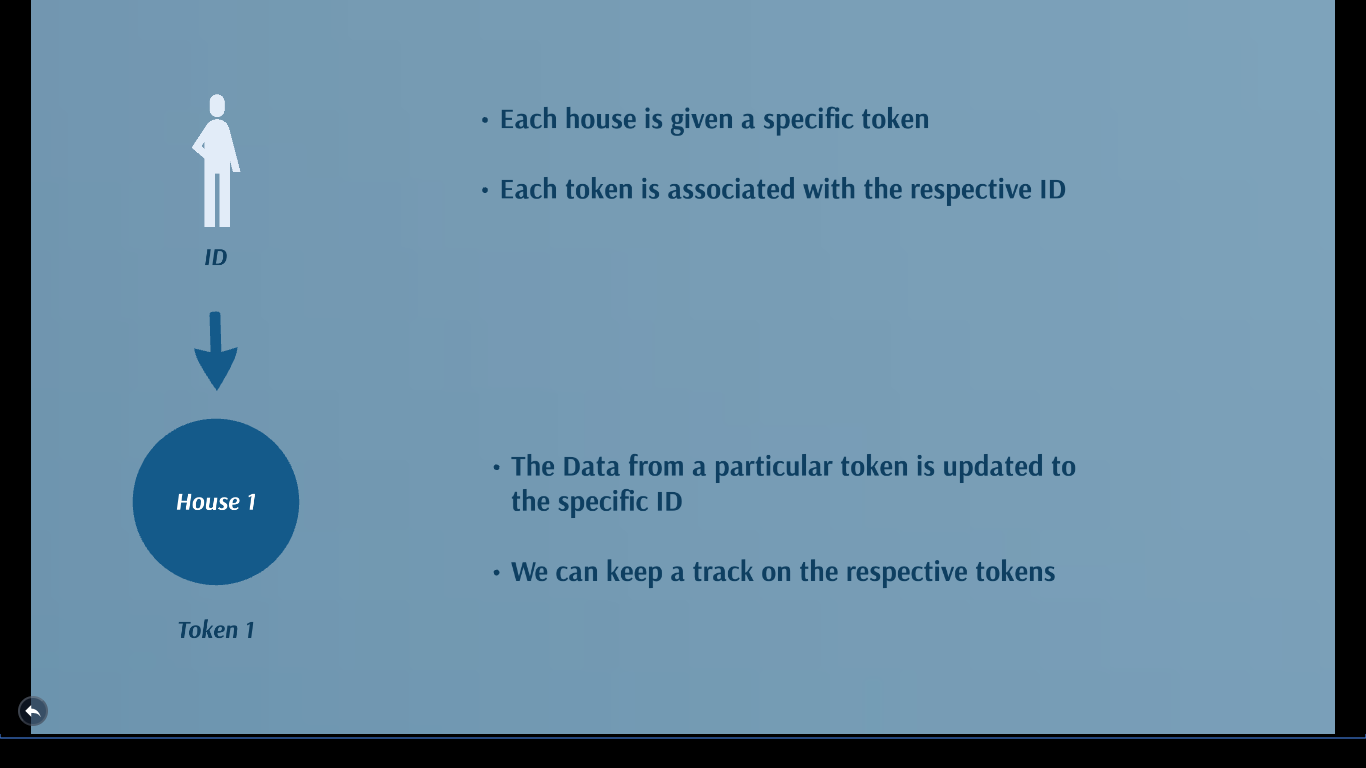 • Each house is given a specific token
• Each token is associated with the respective ID
ID
House 1
Token 1
• The Data from a particular token is updated to
the specific ID
• We can keep a track on the respective tokens